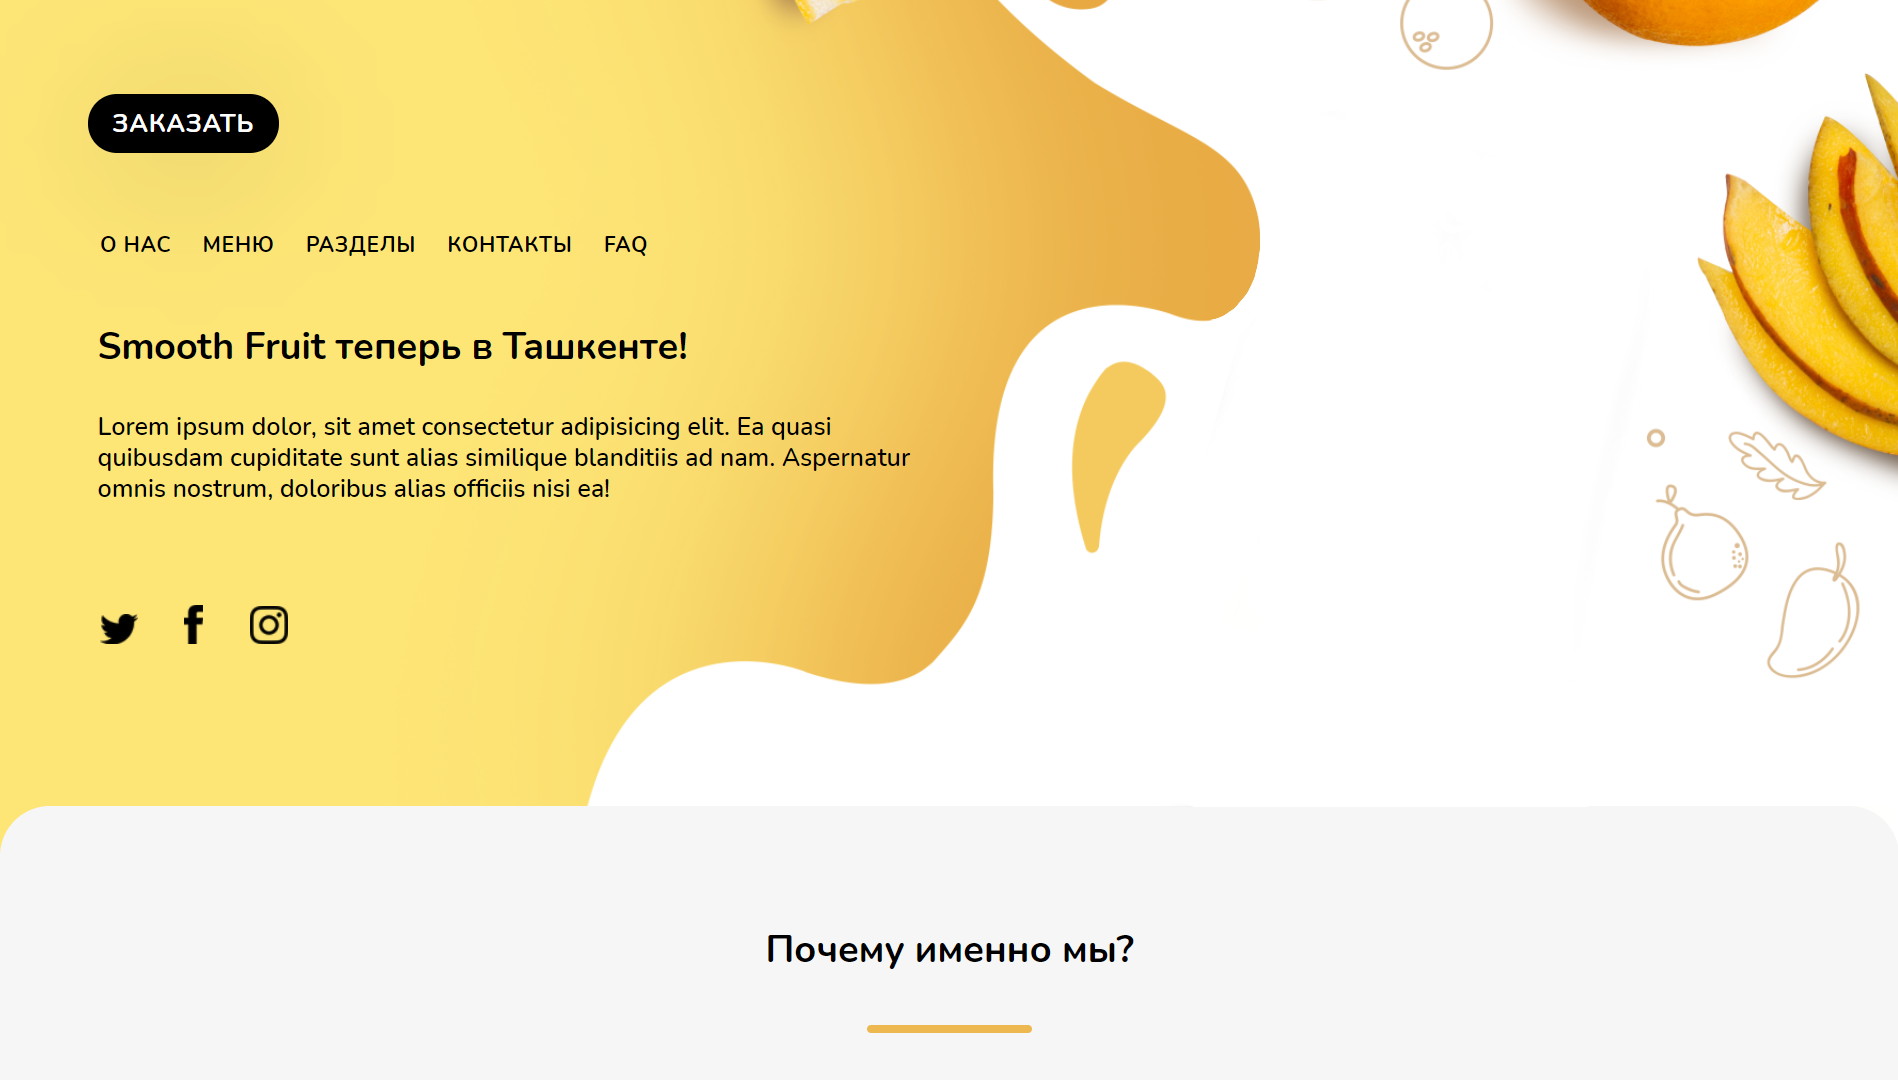 ЗАКАЗАТЬ
О НАС МЕНЮ РАЗДЕЛЫ КОНТАКТЫ FAQ
Smooth Fruit теперь в Ташкенте!
Lorem ipsum dolor, sit amet consectetur adipisicing elit. Ea quasi
quibusdam cupiditate sunt alias similique blanditiis ad nam. Aspernatur
omnis nostrum, doloribus alias officiis nisi ea!
Почему именно мы?